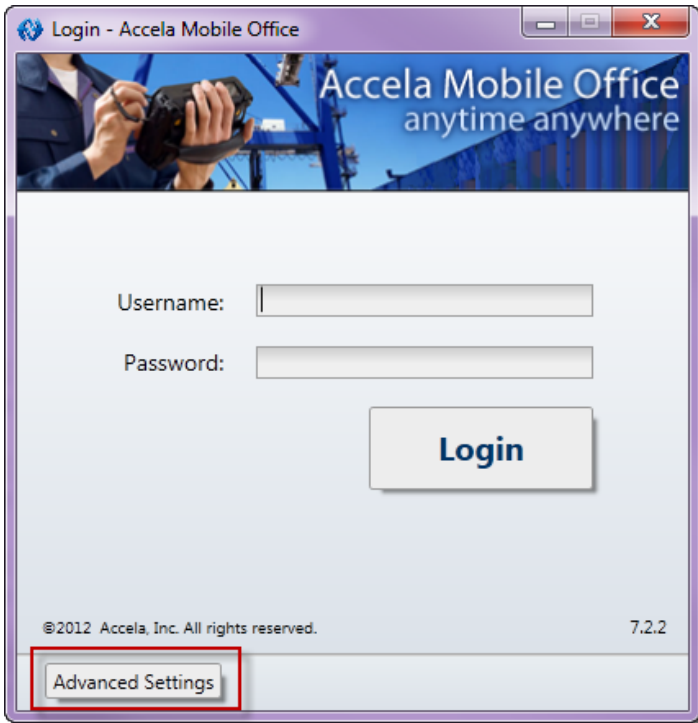 Login - Accela Mobile Office
Accela Mobile Office
anytime anywhere
Username:
Password:
Login
©2012 Accela, Inc. All rights reserved.
7.2.2
Advanced Settings